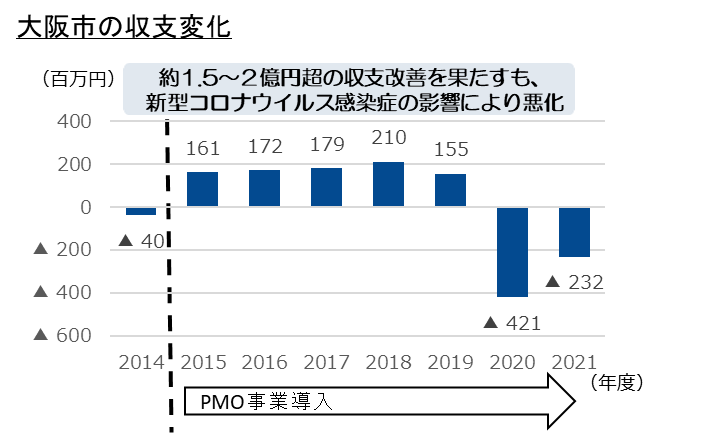 大阪市の収支変化
（百万円）
約１.５～２億円超の収支改善を果たすも、
新型コロナウイルス感染症の影響により悪化
400
200
0
▲ 200
▲ 400
▲ 600
▲ 40
161
172
179
210
155
▲ 421
▲ 232
2014 2015 2016 2017 2018 2019 2020 2021
（年度）
PMO事業導入